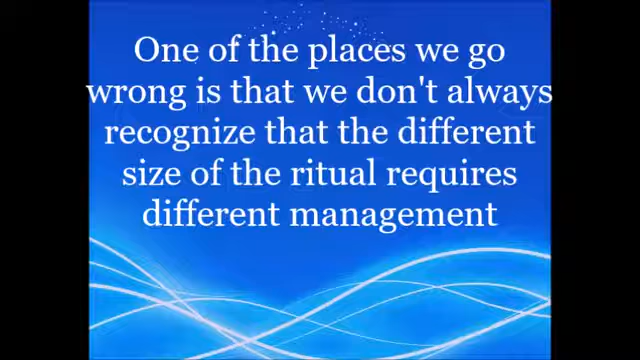 One of the places we go
wrong is that we don't always
recognize that the different
size of the ritual requires
different management